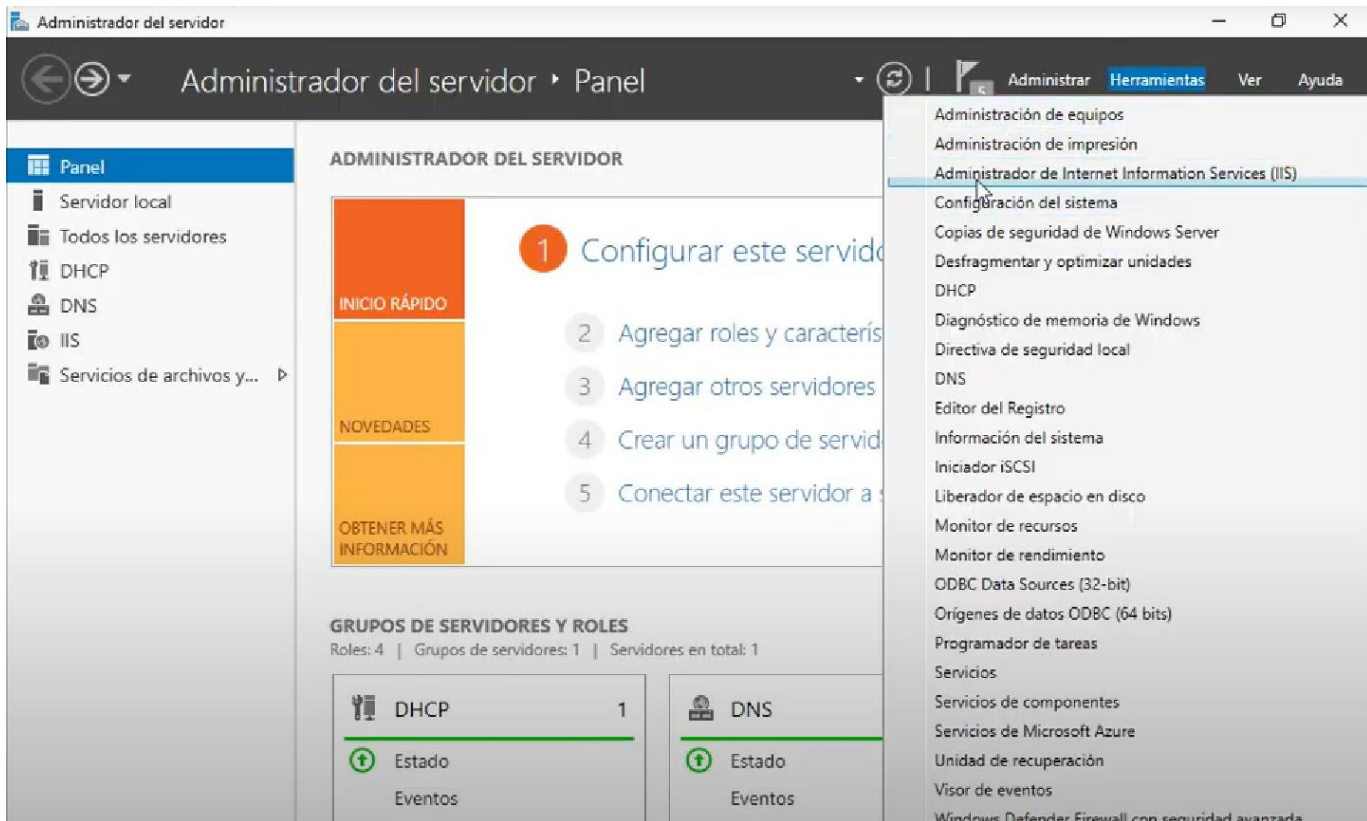 Administrador del servidor
Administrador del servidor • Panel
5
Administrar
Herramientas
Ver
Ayuda
Panel
Servidor local
Todos los servidores
DHCP
DNS
IIS
Servicios de archivos y...
ADMINISTRADOR DEL SERVIDOR
INICIO RÁPIDO
NOVEDADES
OBTENER MÁS
INFORMACIÓN
1 Configurar este servido
2 Agregar roles y caracterís
3 Agregar otros servidores
4 Crear un grupo de servid
5 Conectar este servidor a s
GRUPOS DE SERVIDORES Y ROLES
Roles: 4 | Grupos de servidores: 1 | Servidores en total: 1
DHCP 1
Estado
Eventos
DNS
Estado
Eventos
Administración de equipos
Administración de impresión
Administrador de Internet Information Services (IIS)
Configuración del sistema
Copias de seguridad de Windows Server
Desfragmentar y optimizar unidades
DHCP
Diagnóstico de memoria de Windows
Directiva de seguridad local
DNS
Editor del Registro
Información del sistema
Iniciador iSCSI
Liberador de espacio en disco
Monitor de recursos
Monitor de rendimiento
ODBC Data Sources (32-bit)
Orígenes de datos ODBC (64 bits)
Programador de tareas
Servicios
Servicios de componentes
Servicios de Microsoft Azure
Unidad de recuperación
Visor de eventos
Windows Defender Firewall con seguridad avanzada